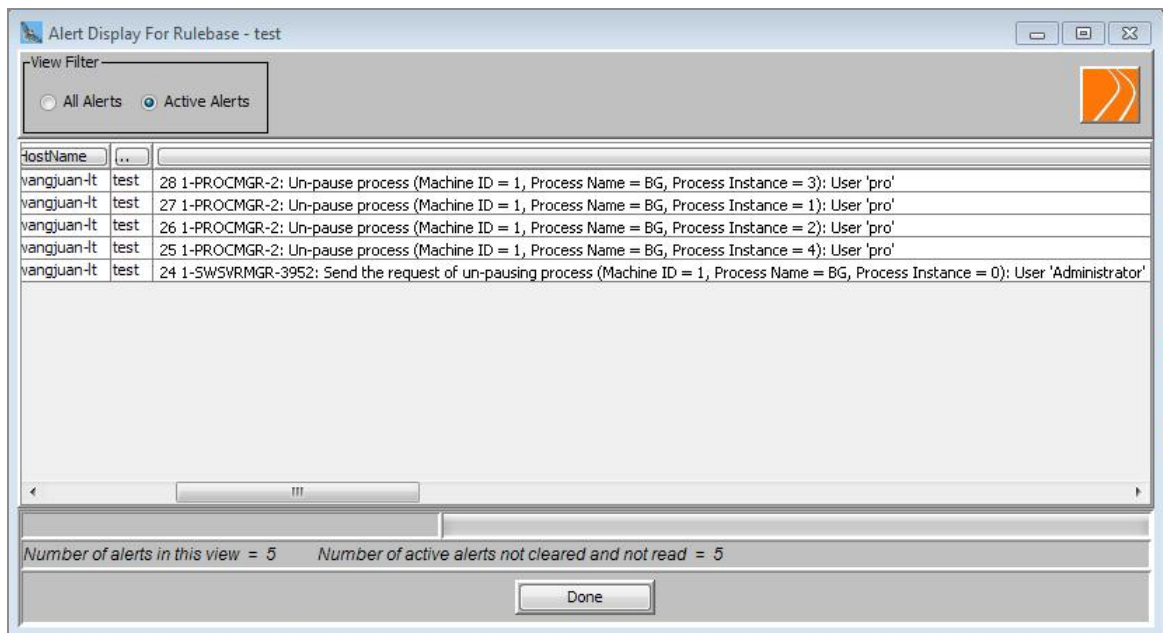 Alert Display For Rulebase - test
View Filter
All Alerts Active Alerts
HostName ...
vangjuan-lt test 28 1-PROCMGR-2: Un-pause process (Machine ID = 1, Process Name = BG, Process Instance = 3): User 'pro'
vangjuan-lt test 27 1-PROCMGR-2: Un-pause process (Machine ID = 1, Process Name = BG, Process Instance = 1): User 'pro'
vangjuan-lt test 26 1-PROCMGR-2: Un-pause process (Machine ID = 1, Process Name = BG, Process Instance = 2): User 'pro'
vangjuan-lt test 25 1-PROCMGR-2: Un-pause process (Machine ID = 1, Process Name = BG, Process Instance = 4): User 'pro'
vangjuan-lt test 24 1-SWSVRMGR-3952: Send the request of un-pausing process (Machine ID = 1, Process Name = BG, Process Instance = 0): User 'Administrator'
Number of alerts in this view = 5 Number of active alerts not cleared and not read = 5
Done